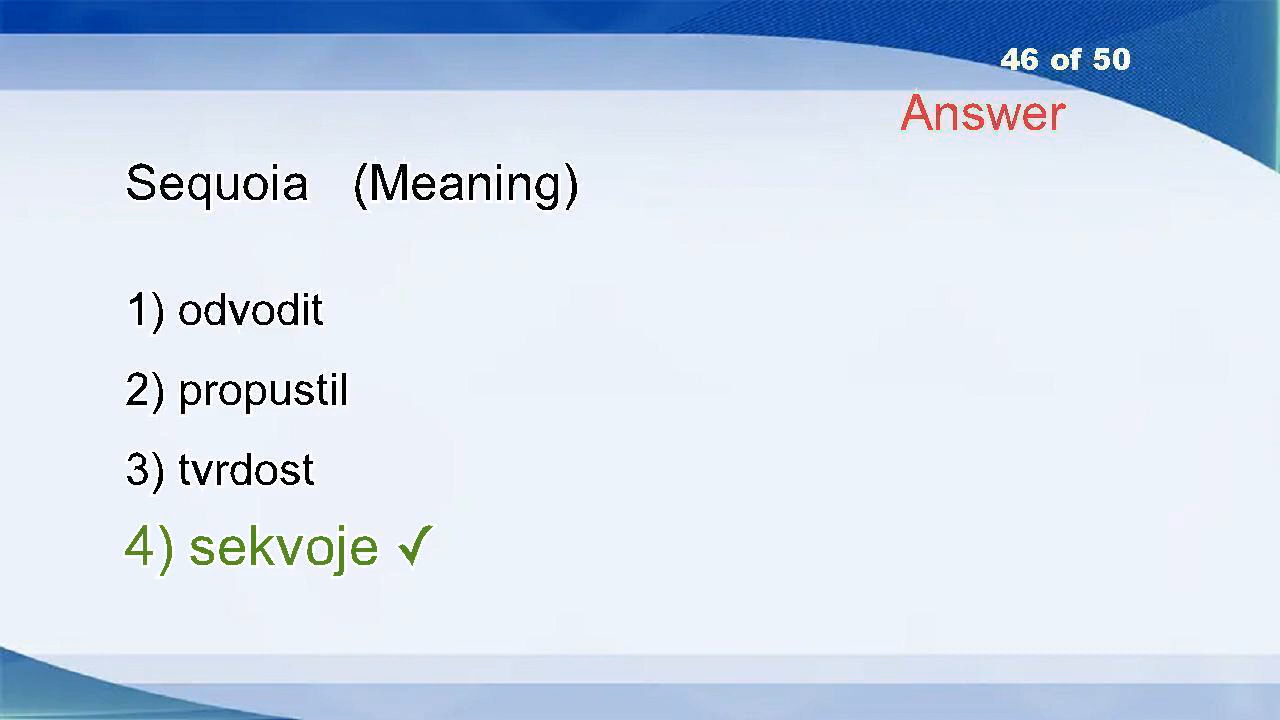 46 of 50
Answer
Sequoia (Meaning)
1) odvodit
2) propustil
3) tvrdost
4) sekvoje ✓